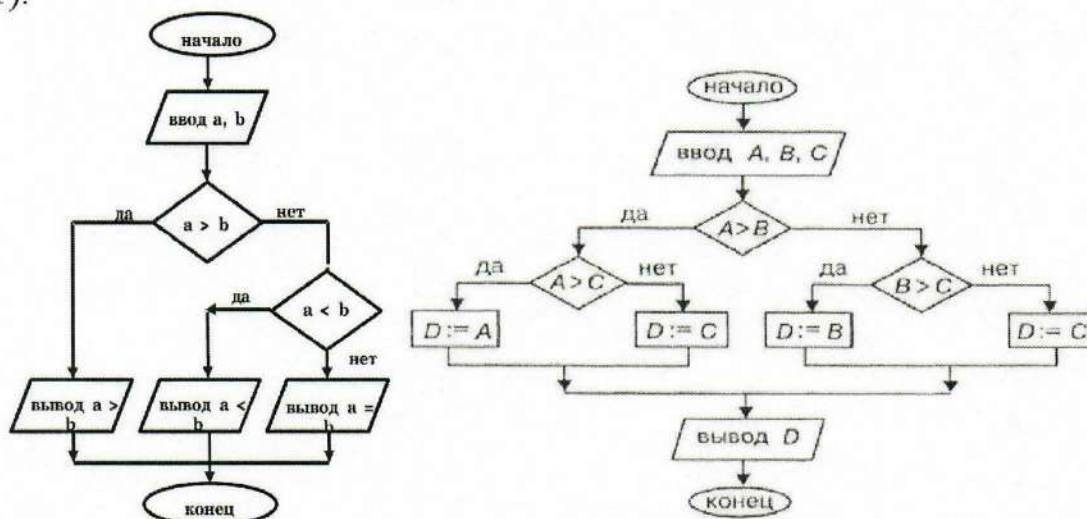 начало
ввод a, b
a > b
да
нет
a < b
да
нет
вывод a >
b
вывод a <
b
вывод a =
b
конец
начало
ввод A, B, C
A>B
да
нет
A>C
да
нет
B>C
да
нет
D:= A
D:= C
D:= B
D:= C
вывод D
конец